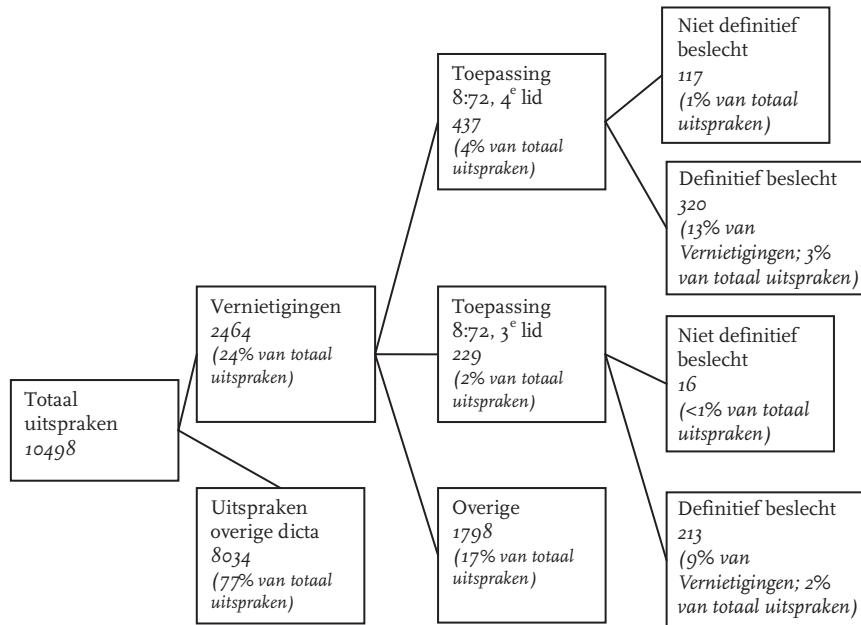 Totaal
uitspraken
10498
Vernietigingen
2464
(24% van totaal
uitspraken)
Uitspraken
overige dicta
8034
(77% van totaal
uitspraken)
Toepassing
8:72, 4e lid
437
(4% van totaal
uitspraken)
Toepassing
8:72, 3e lid
229
(2% van totaal
uitspraken)
Overige
1798
(17% van totaal
uitspraken)
Niet definitief
beslecht
117
(1% van totaal
uitspraken)
Definitief beslecht
320
(13% van
Vernietigingen; 3%
van totaal uitspraken)
Niet definitief
beslecht
16
(<1% van totaal
uitspraken)
Definitief beslecht
213
(9% van
Vernietigingen; 2%
van totaal uitspraken)